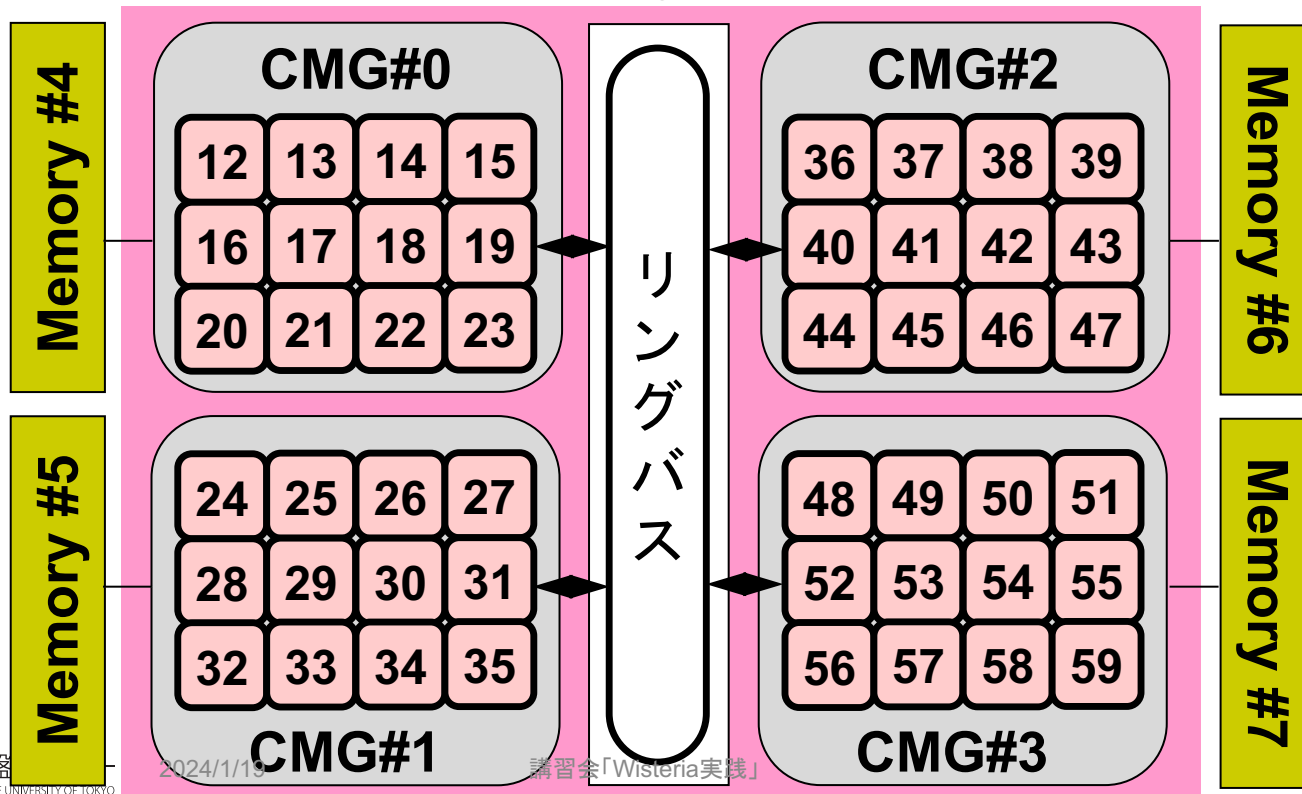 Memory #4
CMG#0
12 13 14 15
16 17 18 19
20 21 22 23
Memory #5
24 25 26 27
28 29 30 31
32 33 34 35
CMG#1
リングバス
CMG#2
36 37 38 39
40 41 42 43
44 45 46 47
Memory #6
48 49 50 51
52 53 54 55
56 57 58 59
CMG#3
Memory #7
UNIVERSITY OF TOKYO
2024/1/19
講習会「Wisteria実践」